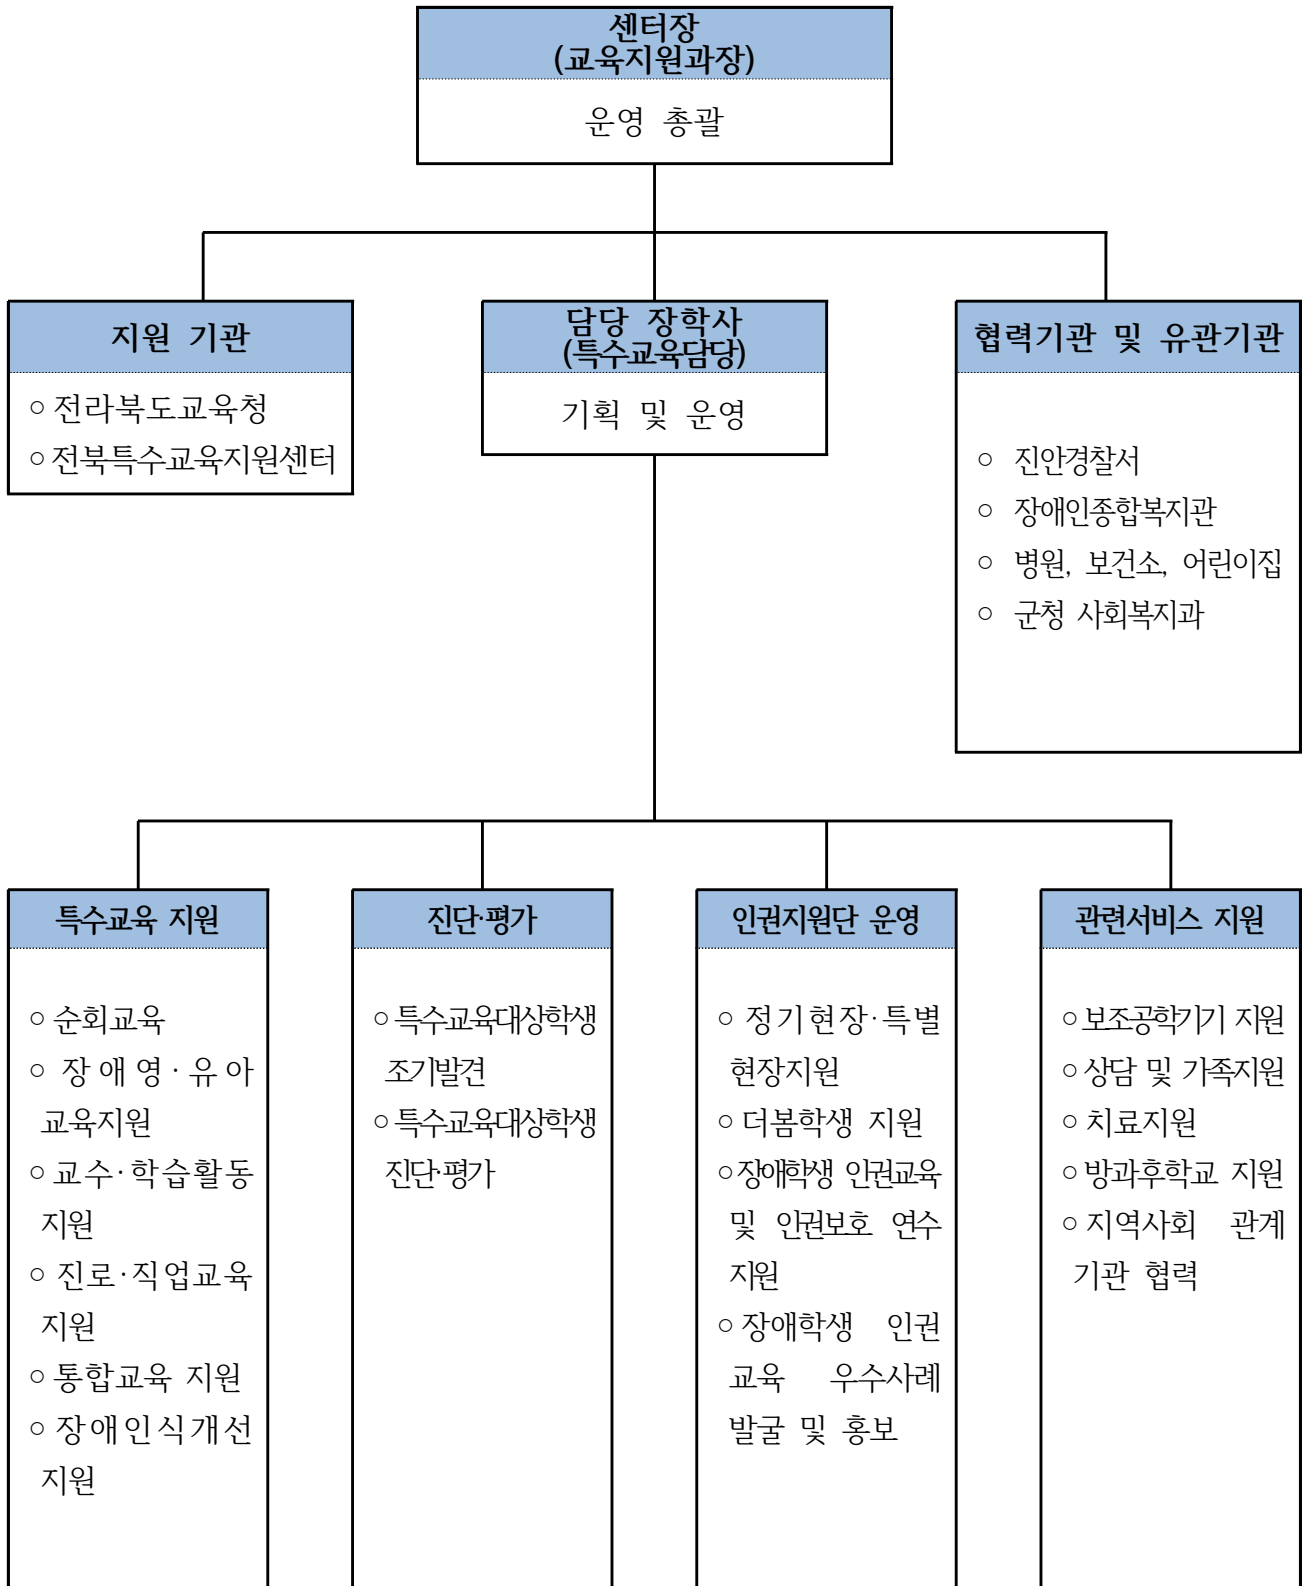 센터장
(교육지원과장)
운영 총괄
지원 기관
○ 전라북도교육청
○ 전북특수교육지원센터
담당 장학사
(특수교육담당)
기획 및 운영
협력기관 및 유관기관
○ 진안경찰서
○ 장애인종합복지관
○ 병원, 보건소, 어린이집
○ 군청 사회복지과
특수교육 지원
○ 순회교육
○ 장애영·유아
교육지원
○ 교수·학습활동
지원
○ 진로·직업교육
지원
○ 통합교육 지원
○ 장애인식개선
지원
진단·평가
○ 특수교육대상학생
조기발견
○ 특수교육대상학생
진단·평가
인권지원단 운영
○ 정기현장·특별
현장지원
○ 더봄학생 지원
○ 장애학생 인권교육
및 인권보호 연수
지원
○ 장애학생 인권
교육 우수사례
발굴 및 홍보
관련서비스 지원
○ 보조공학기기 지원
○ 상담 및 가족지원
○ 치료지원
○ 방과후학교 지원
○ 지역사회 관계
기관 협력